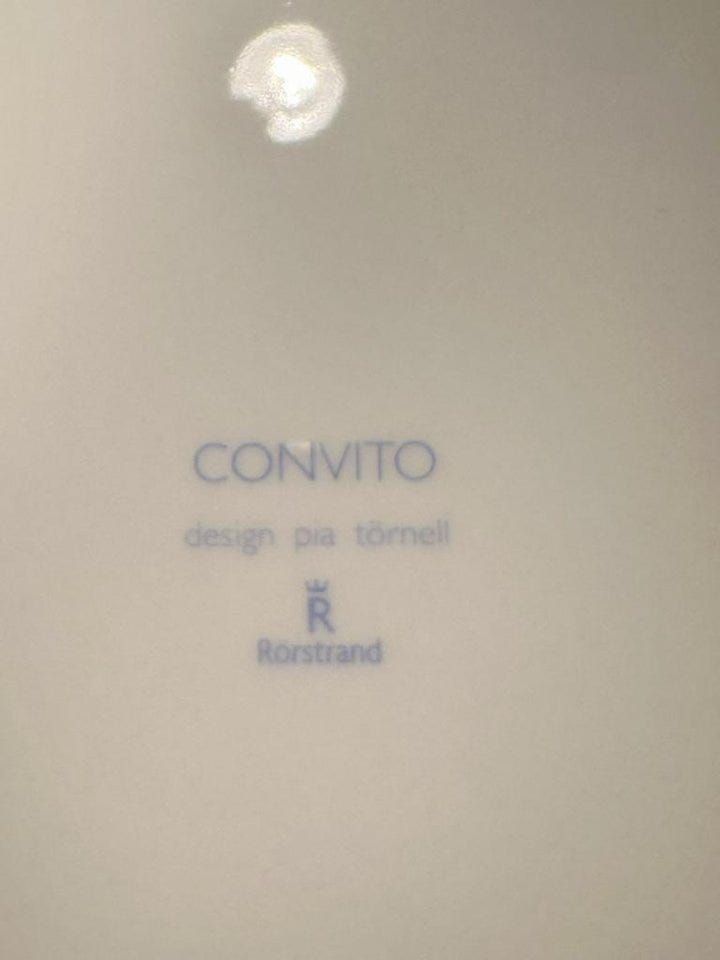 CONVITO
design pia törnell
R
Rörstrand